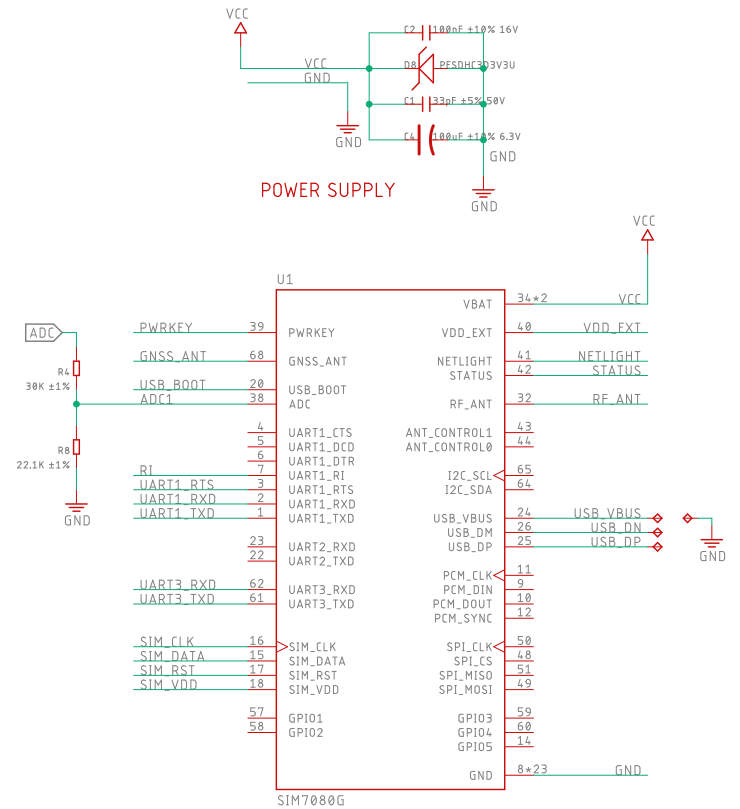 VCC
C2 100nF ±10% 16V
VCC
D8 PESDHC3D3V3U
GND
C1 33pF ±5% 50V
C4 100uF ±10% 6.3V
GND
GND
POWER SUPPLY
GND
VCC
U1
VBAT 34*2 VCC
ADC
PWRKEY 39 PWRKEY
VDD_EXT 40 VDD_EXT
GNSS_ANT 68 GNSS_ANT
NETLIGHT 41 NETLIGHT
R4
STATUS 42 STATUS
30K ±1%
USB_BOOT 20 USB_BOOT
ADC1 38 ADC
RF_ANT 32 RF_ANT
4 UART1_CTS
ANT_CONTROL1 43
5 UART1_DCD
ANT_CONTROL0 44
R8
6 UART1_DTR
22.1K ±1%
RI 7 UART1_RI
I2C_SCL 65
UART1_RTS 3 UART1_RTS
I2C_SDA 64
UART1_RXD 2 UART1_RXD
UART1_TXD 1 UART1_TXD
USB_VBUS 24 USB_VBUS
GND
USB_DM 26 USB_DN
23 UART2_RXD
USB_DP 25 USB_DP
22 UART2_TXD
GND
PCM_CLK 11
UART3_RXD 62 UART3_RXD
PCM_DIN 9
UART3_TXD 61 UART3_TXD
PCM_DOUT 10
PCM_SYNC 12
SIM_CLK 16 SIM_CLK
SPI_CLK 50
SIM_DATA 15 SIM_DATA
SPI_CS 48
SIM_RST 17 SIM_RST
SPI_MISO 51
SIM_VDD 18 SIM_VDD
SPI_MOSI 49
57 GPIO1
GPIO3 59
58 GPIO2
GPIO4 60
GPIO5 14
GND 8*23 GND
SIM7080G